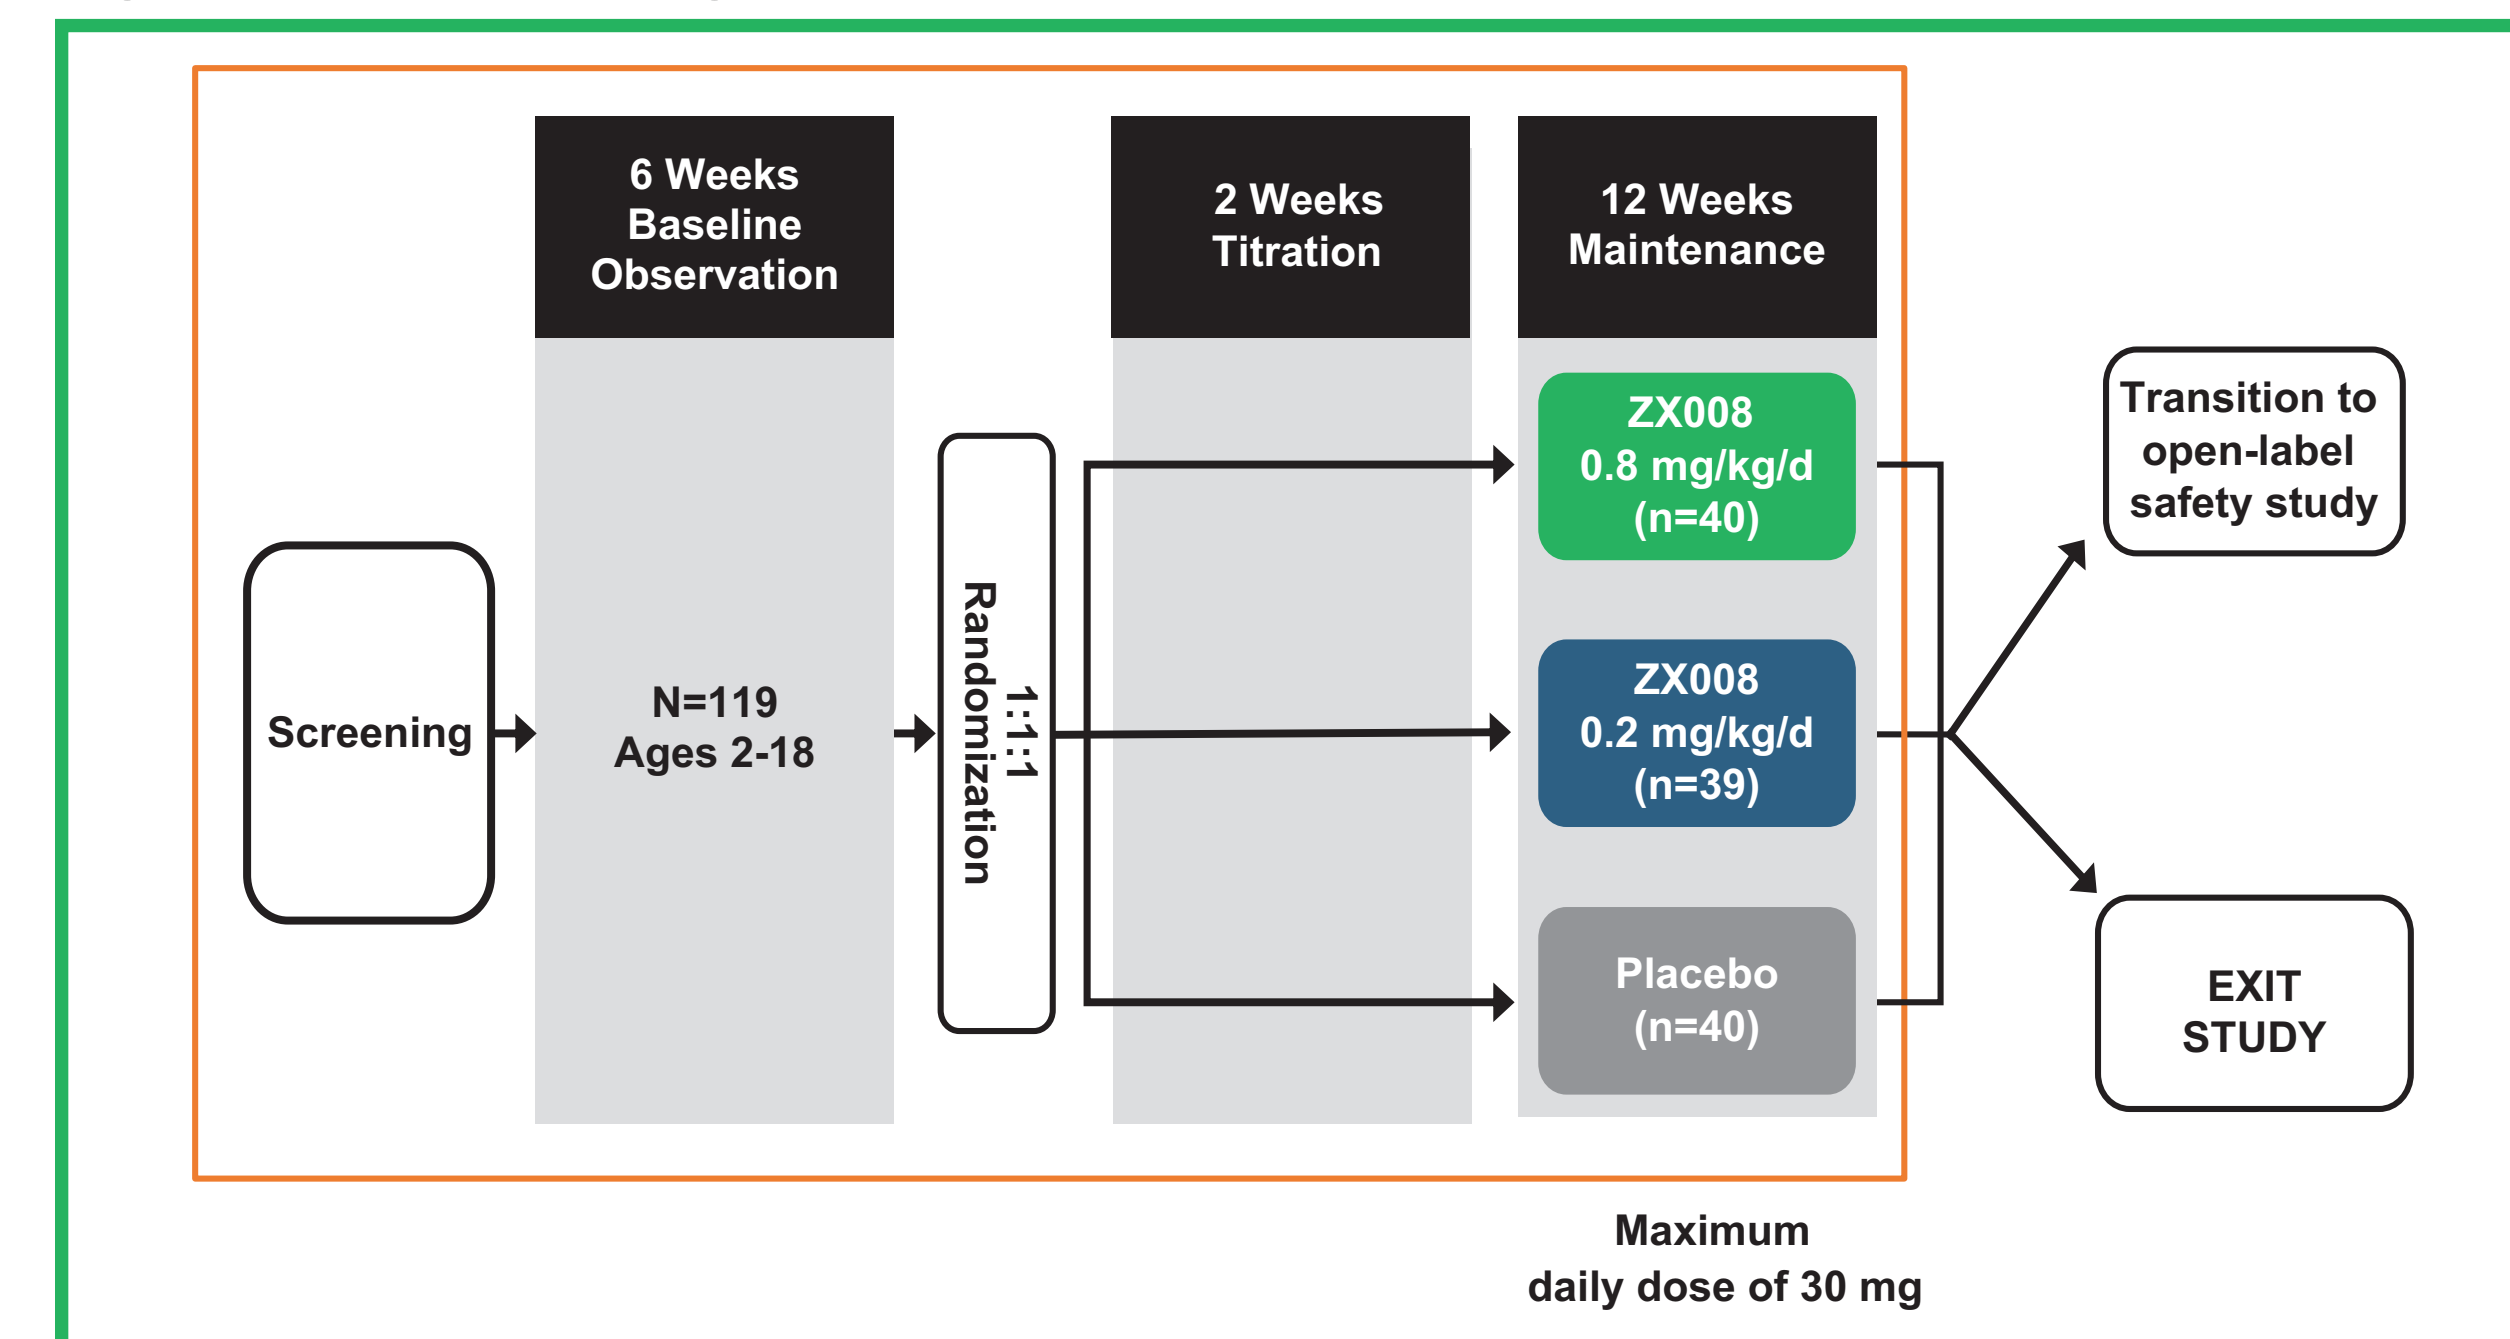 6 Weeks
Baseline
Observation
2 Weeks
Titration
12 Weeks
Maintenance
Screening
N=119
Ages 2-18
1:1:1
Randomization
ZX008
0.8 mg/kg/d
(n=40)
ZX008
0.2 mg/kg/d
(n=39)
Placebo
(n=40)
Transition to
open-label
safety study
EXIT
STUDY
Maximum
daily dose of 30 mg